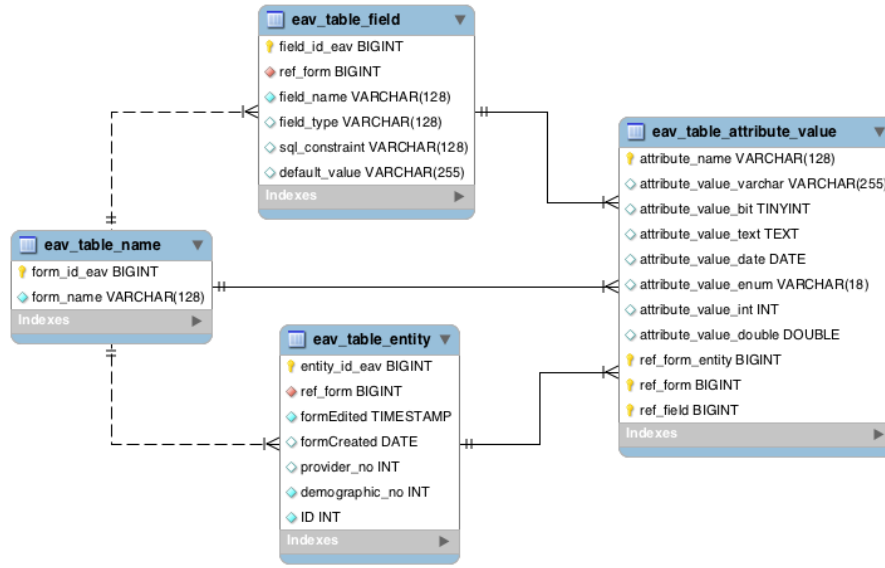 eav_table_field
field_id_eav BIGINT
ref_form BIGINT
field_name VARCHAR(128)
field_type VARCHAR(128)
sql_constraint VARCHAR(128)
default_value VARCHAR(255)
Indexes
eav_table_attribute_value
attribute_name VARCHAR(128)
attribute_value_varchar VARCHAR(255)
attribute_value_bit TINYINT
attribute_value_text TEXT
attribute_value_date DATE
attribute_value_enum VARCHAR(18)
attribute_value_int INT
attribute_value_double DOUBLE
ref_form_entity BIGINT
ref_form BIGINT
ref_field BIGINT
Indexes
eav_table_name
form_id_eav BIGINT
form_name VARCHAR(128)
Indexes
eav_table_entity
entity_id_eav BIGINT
ref_form BIGINT
formEdited TIMESTAMP
formCreated DATE
provider_no INT
demographic_no INT
ID INT
Indexes